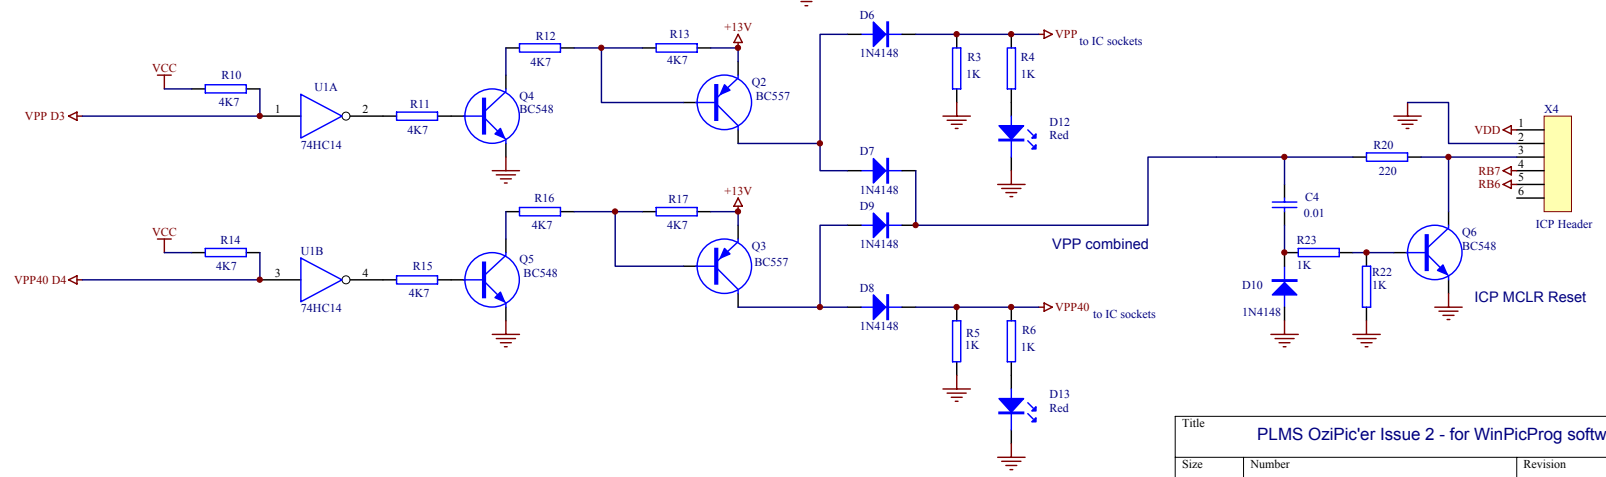 +13V
D6
1N4148
VPP
to IC sockets
R12
4K7
R13
4K7
R3
1K
R4
1K
VCC
R10
4K7
U1A
1
2
74HC14
R11
4K7
Q4
BC548
Q2
BC557
VPP D3
D12
Red
X4
VDD
1
2
3
RB7
4
RB6
5
6
ICP Header
R20
220
D7
1N4148
D9
1N4148
VPP combined
+13V
R16
4K7
R17
4K7
C4
0.01
VCC
R14
4K7
U1B
3
4
74HC14
R15
4K7
Q5
BC548
Q3
BC557
VPP40 D4
R23
1K
Q6
BC548
D8
1N4148
VPP40
to IC sockets
D10
1N4148
R22
1K
ICP MCLR Reset
R5
1K
R6
1K
D13
Red
Title
PLMS OziPic'er Issue 2 - for WinPicProg softw
Size
Number
Revision